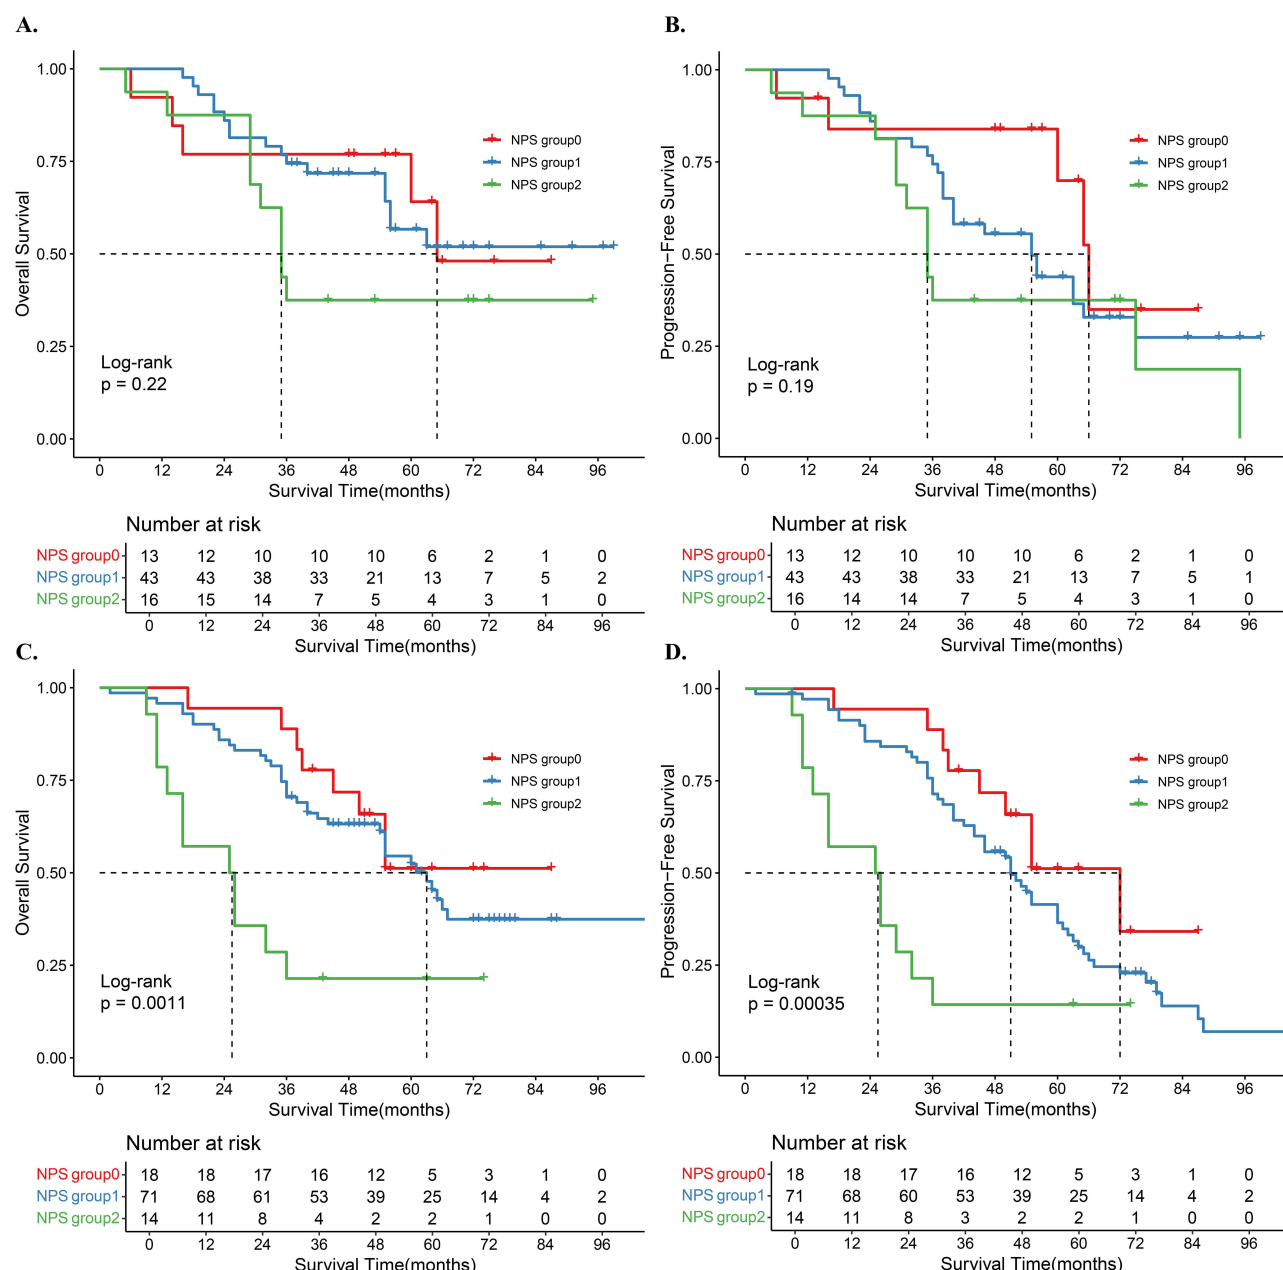 A.
1.00
0.75
0.50
0.25
0.00
Overall Survival
NPS group0
NPS group1
NPS group2
Log-rank
p = 0.22
0 12 24 36 48 60 72 84 96
Survival Time(months)
Number at risk
NPS group0 13 12 10 10 10 6 2 1 0
NPS group1 43 43 38 33 21 13 7 5 2
NPS group2 16 15 14 7 5 4 3 1 0
0 12 24 36 48 60 72 84 96
Survival Time(months)
B.
1.00
0.75
0.50
0.25
0.00
Progression-Free Survival
NPS group0
NPS group1
NPS group2
Log-rank
p = 0.19
0 12 24 36 48 60 72 84 96
Survival Time(months)
Number at risk
NPS group0 13 12 10 10 10 6 2 1 0
NPS group1 43 43 38 33 21 13 7 5 1
NPS group2 16 14 14 7 5 4 3 1 0
0 12 24 36 48 60 72 84 96
Survival Time(months)
C.
1.00
0.75
0.50
0.25
0.00
Overall Survival
NPS group0
NPS group1
NPS group2
Log-rank
p = 0.0011
0 12 24 36 48 60 72 84 96
Survival Time(months)
Number at risk
NPS group0 18 18 17 16 12 5 3 1 0
NPS group1 71 68 61 53 39 25 14 4 2
NPS group2 14 11 8 4 2 2 1 0 0
0 12 24 36 48 60 72 84 96
Survival Time(months)
D.
1.00
0.75
0.50
0.25
0.00
Progression-Free Survival
NPS group0
NPS group1
NPS group2
Log-rank
p = 0.00035
0 12 24 36 48 60 72 84 96
Survival Time(months)
Number at risk
NPS group0 18 18 17 16 12 5 3 1 0
NPS group1 71 68 60 53 39 25 14 4 2
NPS group2 14 11 8 3 2 2 1 0 0
0 12 24 36 48 60 72 84 96
Survival Time(months)